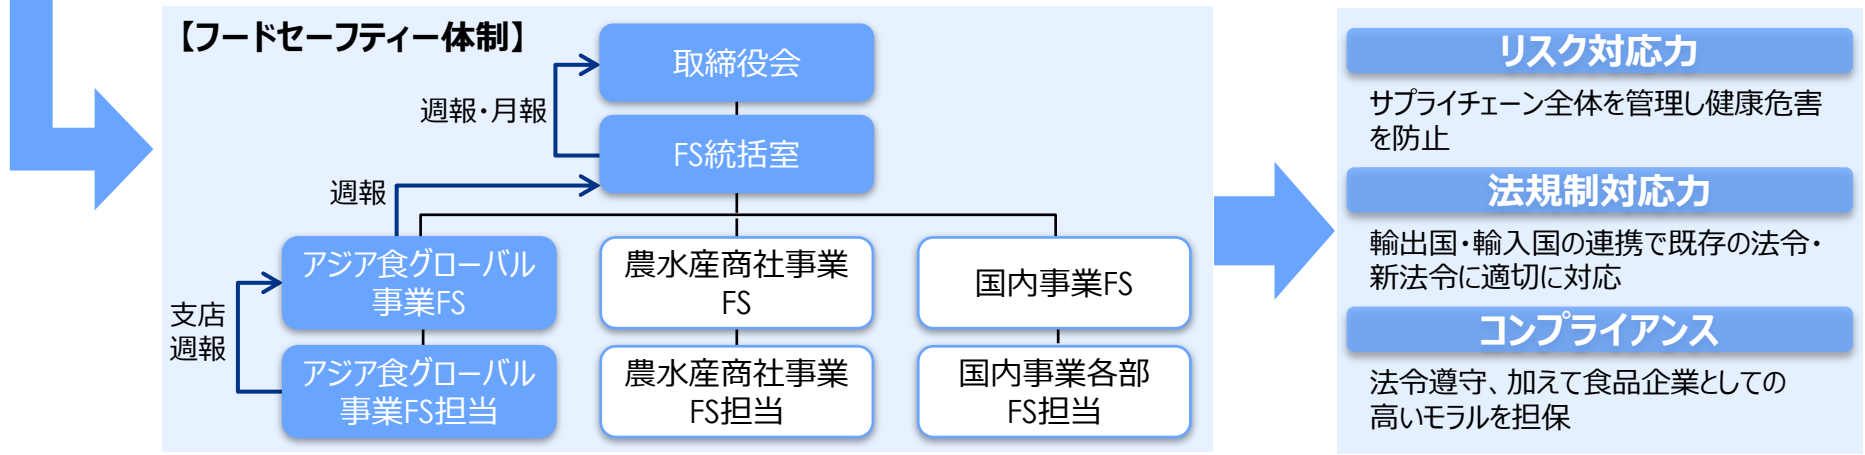 【フードセーフティー体制】
取締役会
週報・月報
FS統括室
週報
アジア食グローバル
事業FS
農水産商社事業
FS
国内事業FS
支店
週報
アジア食グローバル
事業FS担当
農水産商社事業
FS担当
国内事業各部
FS担当
リスク対応力
サプライチェーン全体を管理し健康危害
を防止
法規制対応力
輸出国・輸入国の連携で既存の法令・
新法令に適切に対応
コンプライアンス
法令遵守、加えて食品企業としての
高いモラルを担保